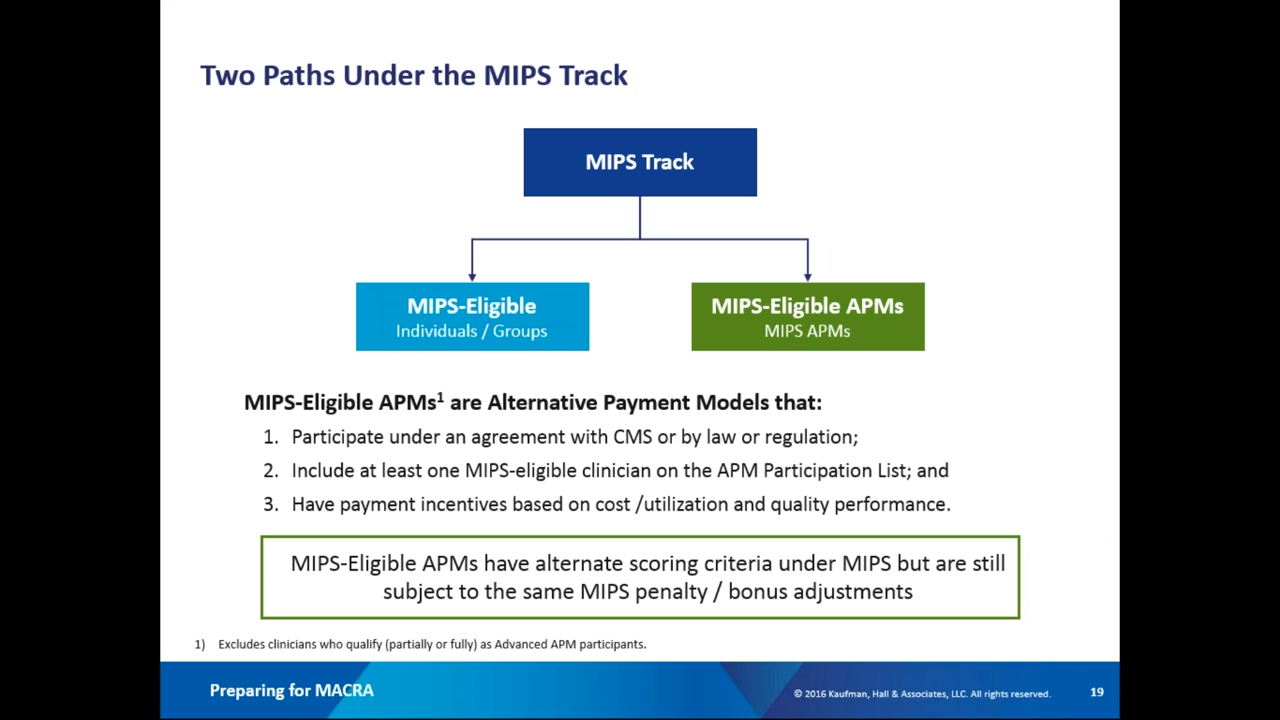 Two Paths Under the MIPS Track
MIPS Track
MIPS-Eligible
Individuals / Groups
MIPS-Eligible APMs
MIPS APMs
MIPS-Eligible APMs¹ are Alternative Payment Models that:
1. Participate under an agreement with CMS or by law or regulation;
2. Include at least one MIPS-eligible clinician on the APM Participation List; and
3. Have payment incentives based on cost /utilization and quality performance.
MIPS-Eligible APMs have alternate scoring criteria under MIPS but are still
subject to the same MIPS penalty / bonus adjustments
1) Excludes clinicians who qualify (partially or fully) as Advanced APM participants.
Preparing for MACRA
© 2016 Kaufman, Hall & Associates, LLC. All rights reserved.
19